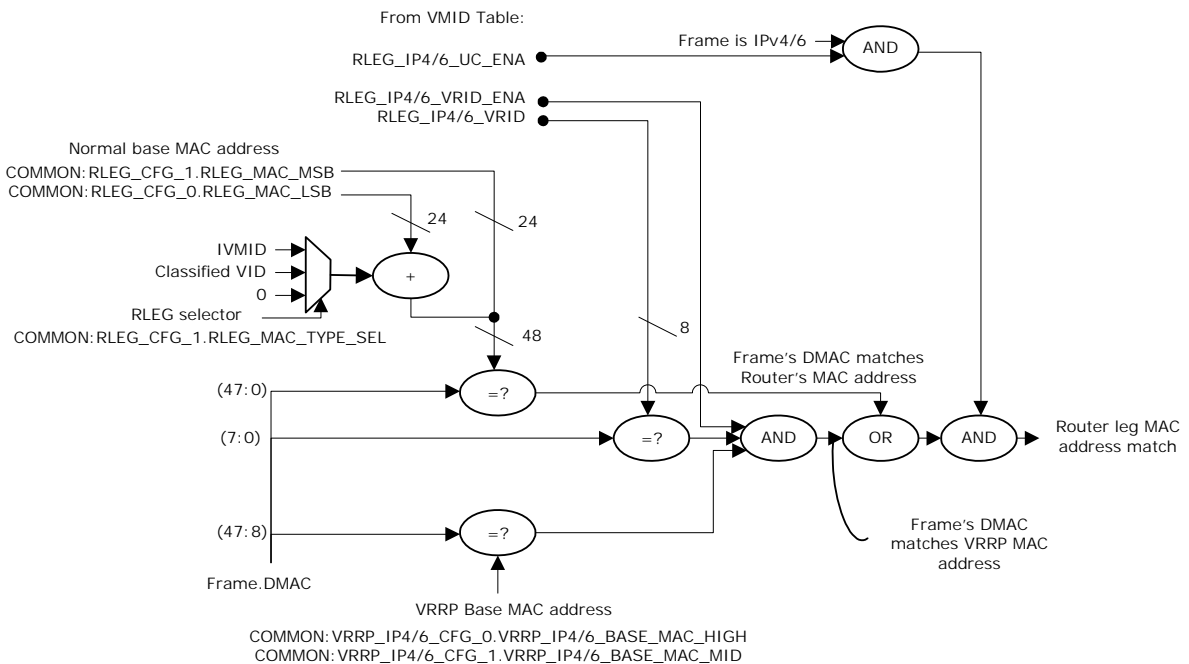 From VMID Table:
Frame is IPv4/6
AND
RLEG_IP4/6_UC_ENA
RLEG_IP4/6_VRID_ENA
RLEG_IP4/6_VRID
Normal base MAC address
COMMON:RLEG_CFG_1.RLEG_MAC_MSB
COMMON:RLEG_CFG_0.RLEG_MAC_LSB
24
24
IVMID
Classified VID
0
+
RLEG selector
COMMON:RLEG_CFG_1.RLEG_MAC_TYPE_SEL
48
8
Frame's DMAC matches
Router's MAC address
(47:0)
=?
(7:0)
=?
AND
OR
AND
Router leg MAC
address match
(47:8)
=?
Frame's DMAC
matches VRRP MAC
address
Frame.DMAC
VRRP Base MAC address
COMMON:VRRP_IP4/6_CFG_0.VRRP_IP4/6_BASE_MAC_HIGH
COMMON:VRRP_IP4/6_CFG_1.VRRP_IP4/6_BASE_MAC_MID